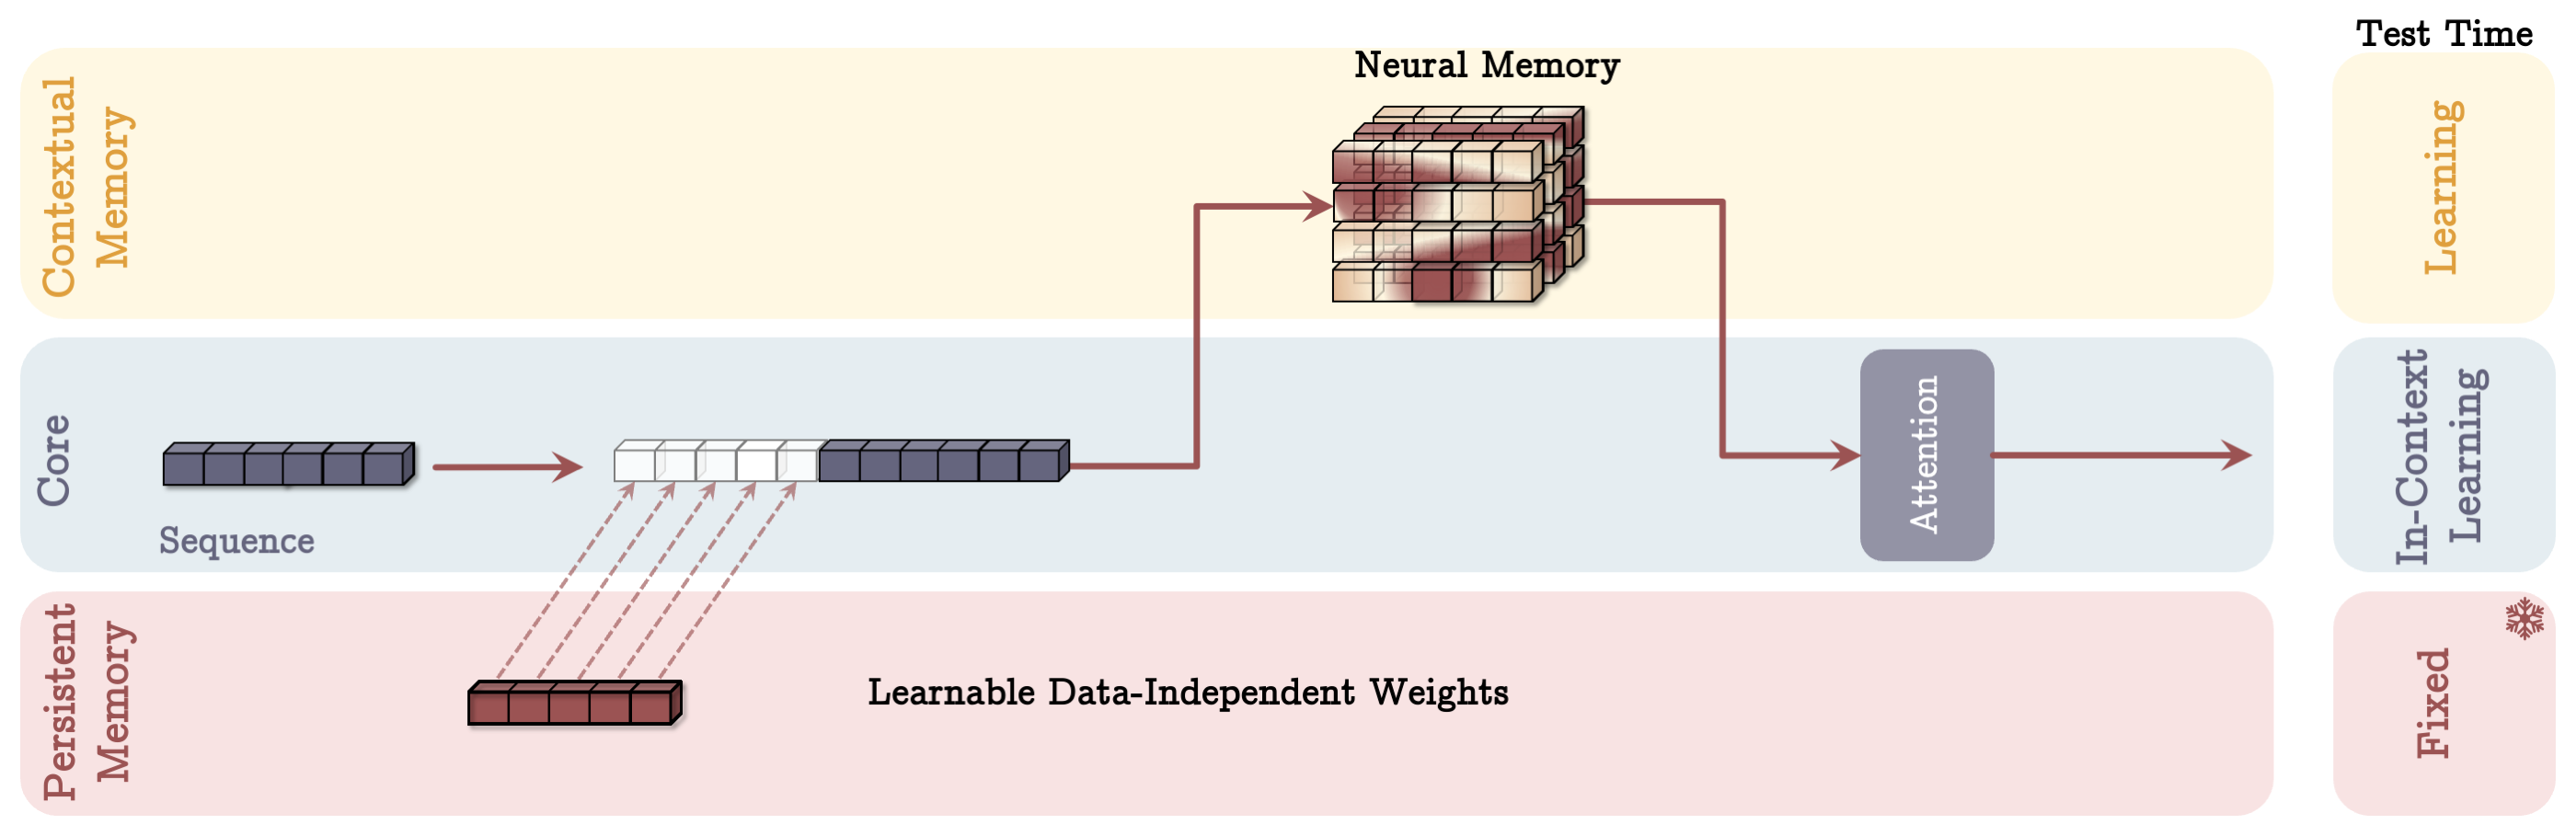 Test Time
Neural Memory
Contextual
Memory
Learning
Core
Sequence
Attention
In-Context
Learning
Persistent
Memory
Learnable Data-Independent Weights
Fixed